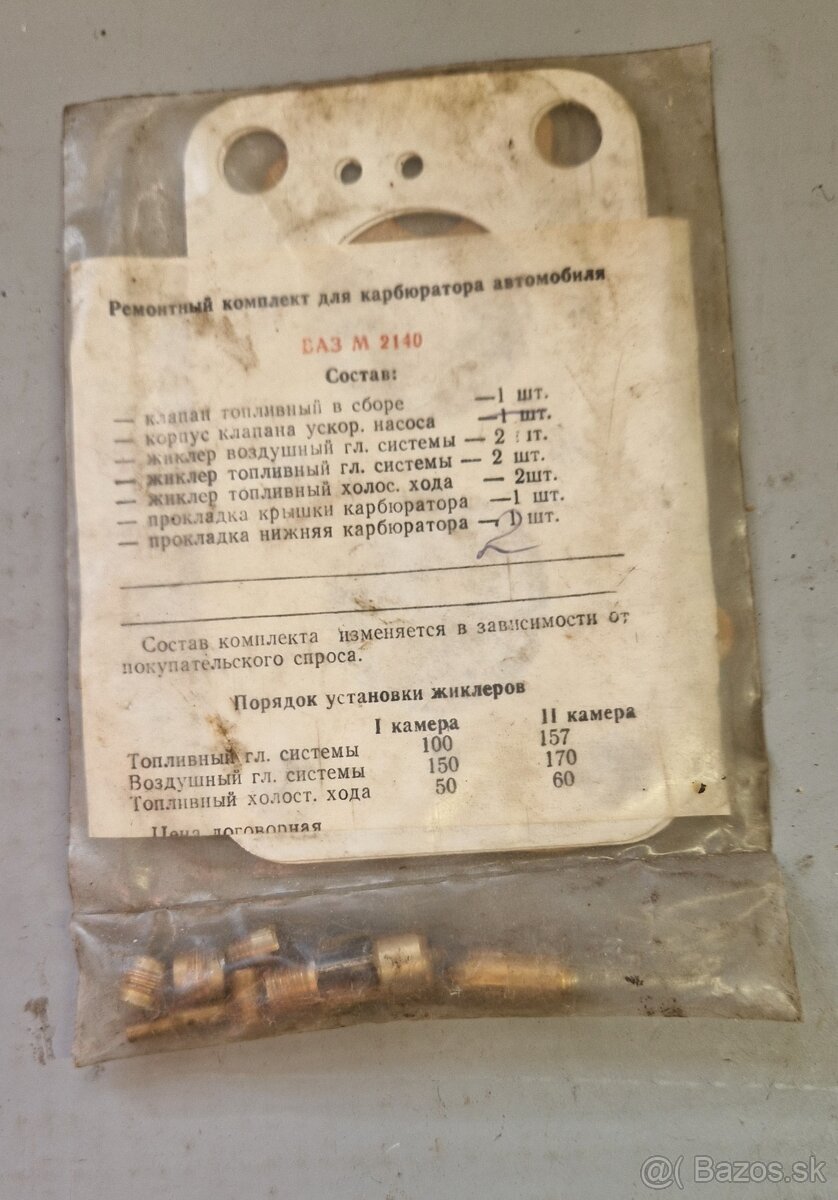 Ремонтный комплект для карбюратора автомобиля
ВАЗ М 2140
Состав:
— клапан топливный в сборе —1 шт.
— корпус клапана ускор. насоса —1 шт.
— жиклер воздушный гл. системы — 2 шт.
— жиклер топливный гл. системы — 2 шт.
— жиклер топливный холос. хода — 2шт.
— прокладка крышки карбюратора —1 шт.
— прокладка нижняя карбюратора —1 шт.
2
Состав комплекта изменяется в зависимости от
покупательского спроса.
Порядок установки жиклеров
I камера II камера
Топливный гл. системы 100 157
Воздушный гл. системы 150 170
Топливный холост. хода 50 60
Цена договорная
@( Bazos.sk